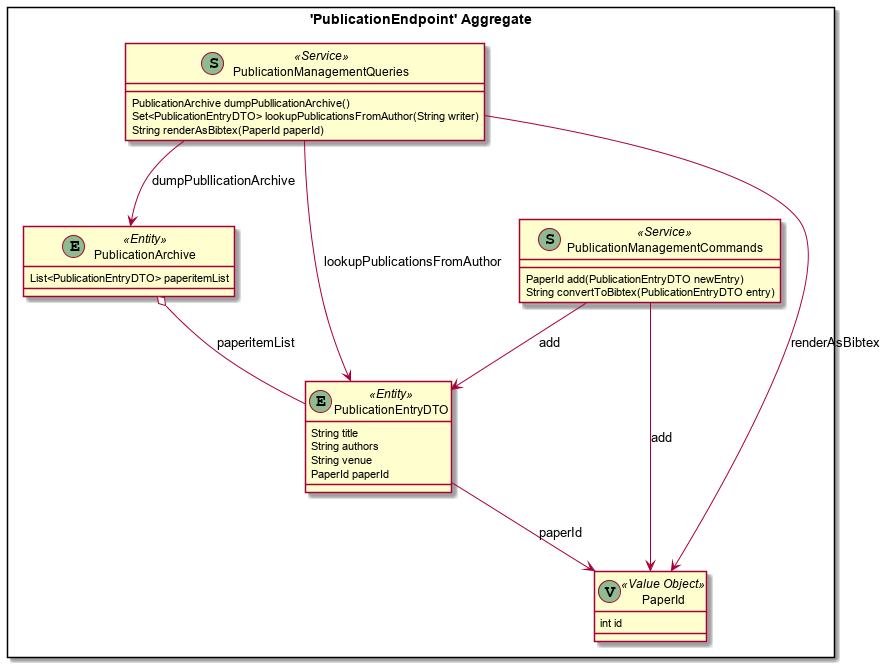 'PublicationEndpoint' Aggregate
S
«Service»
PublicationManagementQueries
PublicationArchive dumpPubllicationArchive()
Set<PublicationEntryDTO> lookupPublicationsFromAuthor(String writer)
String renderAsBibtex(PaperId paperId)
dumpPubllicationArchive
E
«Entity»
PublicationArchive
List<PublicationEntryDTO> paperitemList
S
«Service»
PublicationManagementCommands
PaperId add(PublicationEntryDTO newEntry)
String convertToBibtex(PublicationEntryDTO entry)
lookupPublicationsFromAuthor
paperitemList
add
renderAsBibtex
E
«Entity»
PublicationEntryDTO
String title
String authors
String venue
PaperId paperId
add
paperId
V
«Value Object»
PaperId
int id